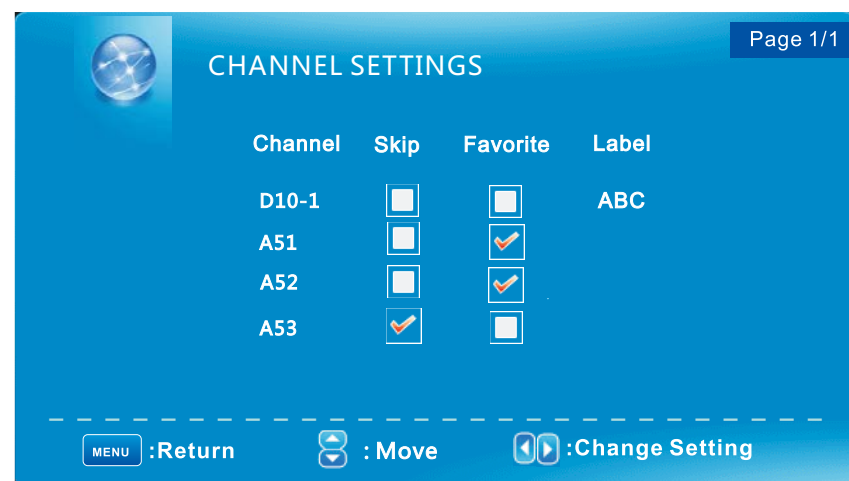 Page 1/1
CHANNEL SETTINGS
Channel Skip Favorite Label
D10-1 ABC
A51
A52
A53
MENU :Return : Move :Change Setting